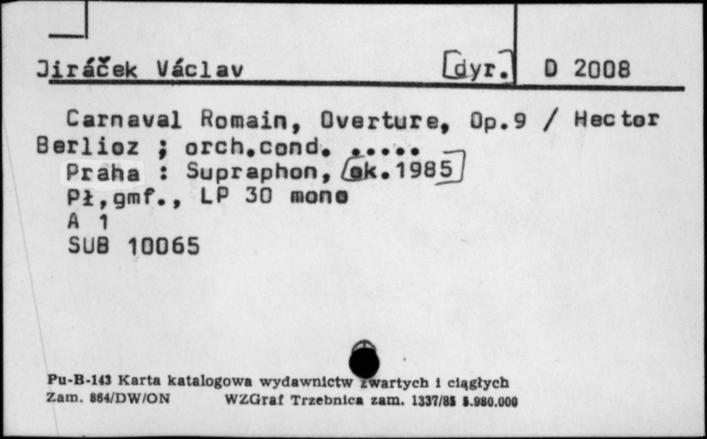 Jiráček Václav [dyr.] D 2008
Carnaval Romain, Overture, Op.9 / Hector
Berlioz ; orch.cond. .....
Praha : Supraphon, [ok.1985]
Pł,gmf., LP 30 mono
A 1
SUB 10065
Pu-B-143 Karta katalogowa wydawnictw zwartych i ciągłych
Zam. 864/DW/ON WZGraf Trzebnica zam. 1337/85 5.980.000